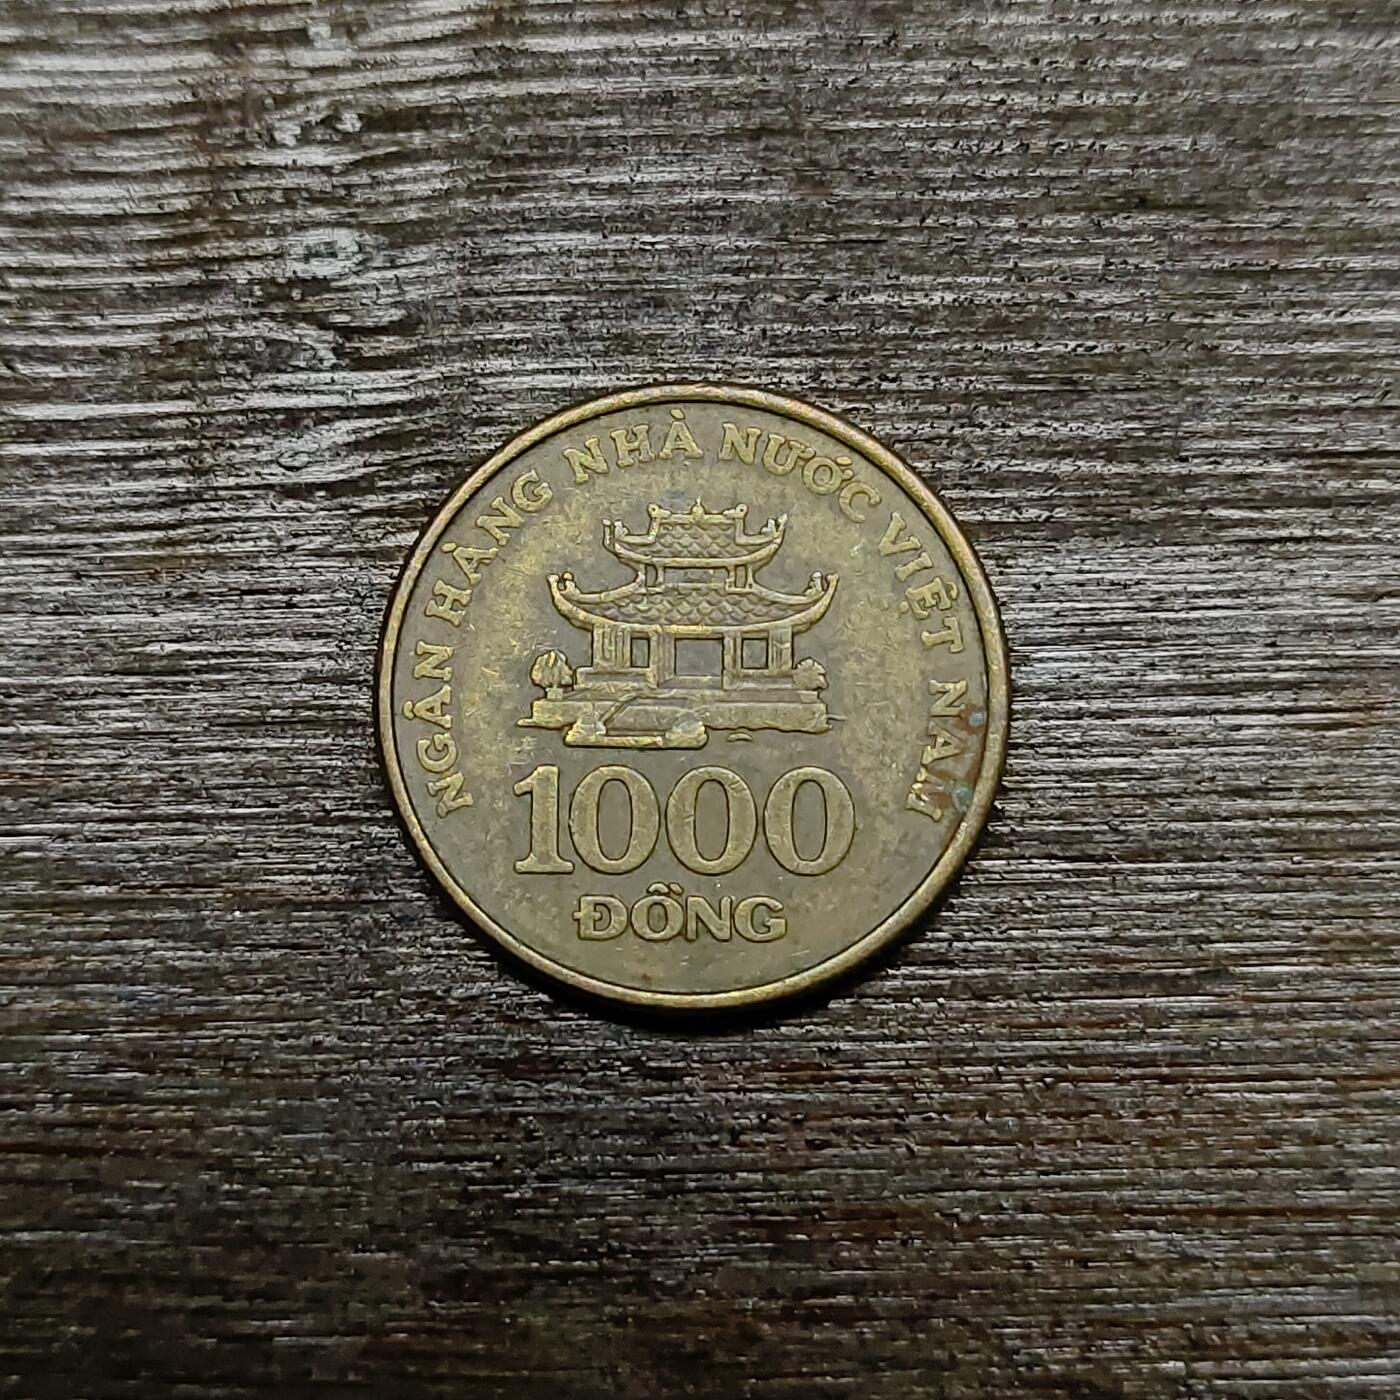 NGÂN HÀNG NHÀ NƯỚC VIỆT NAM
1000
ĐỒNG